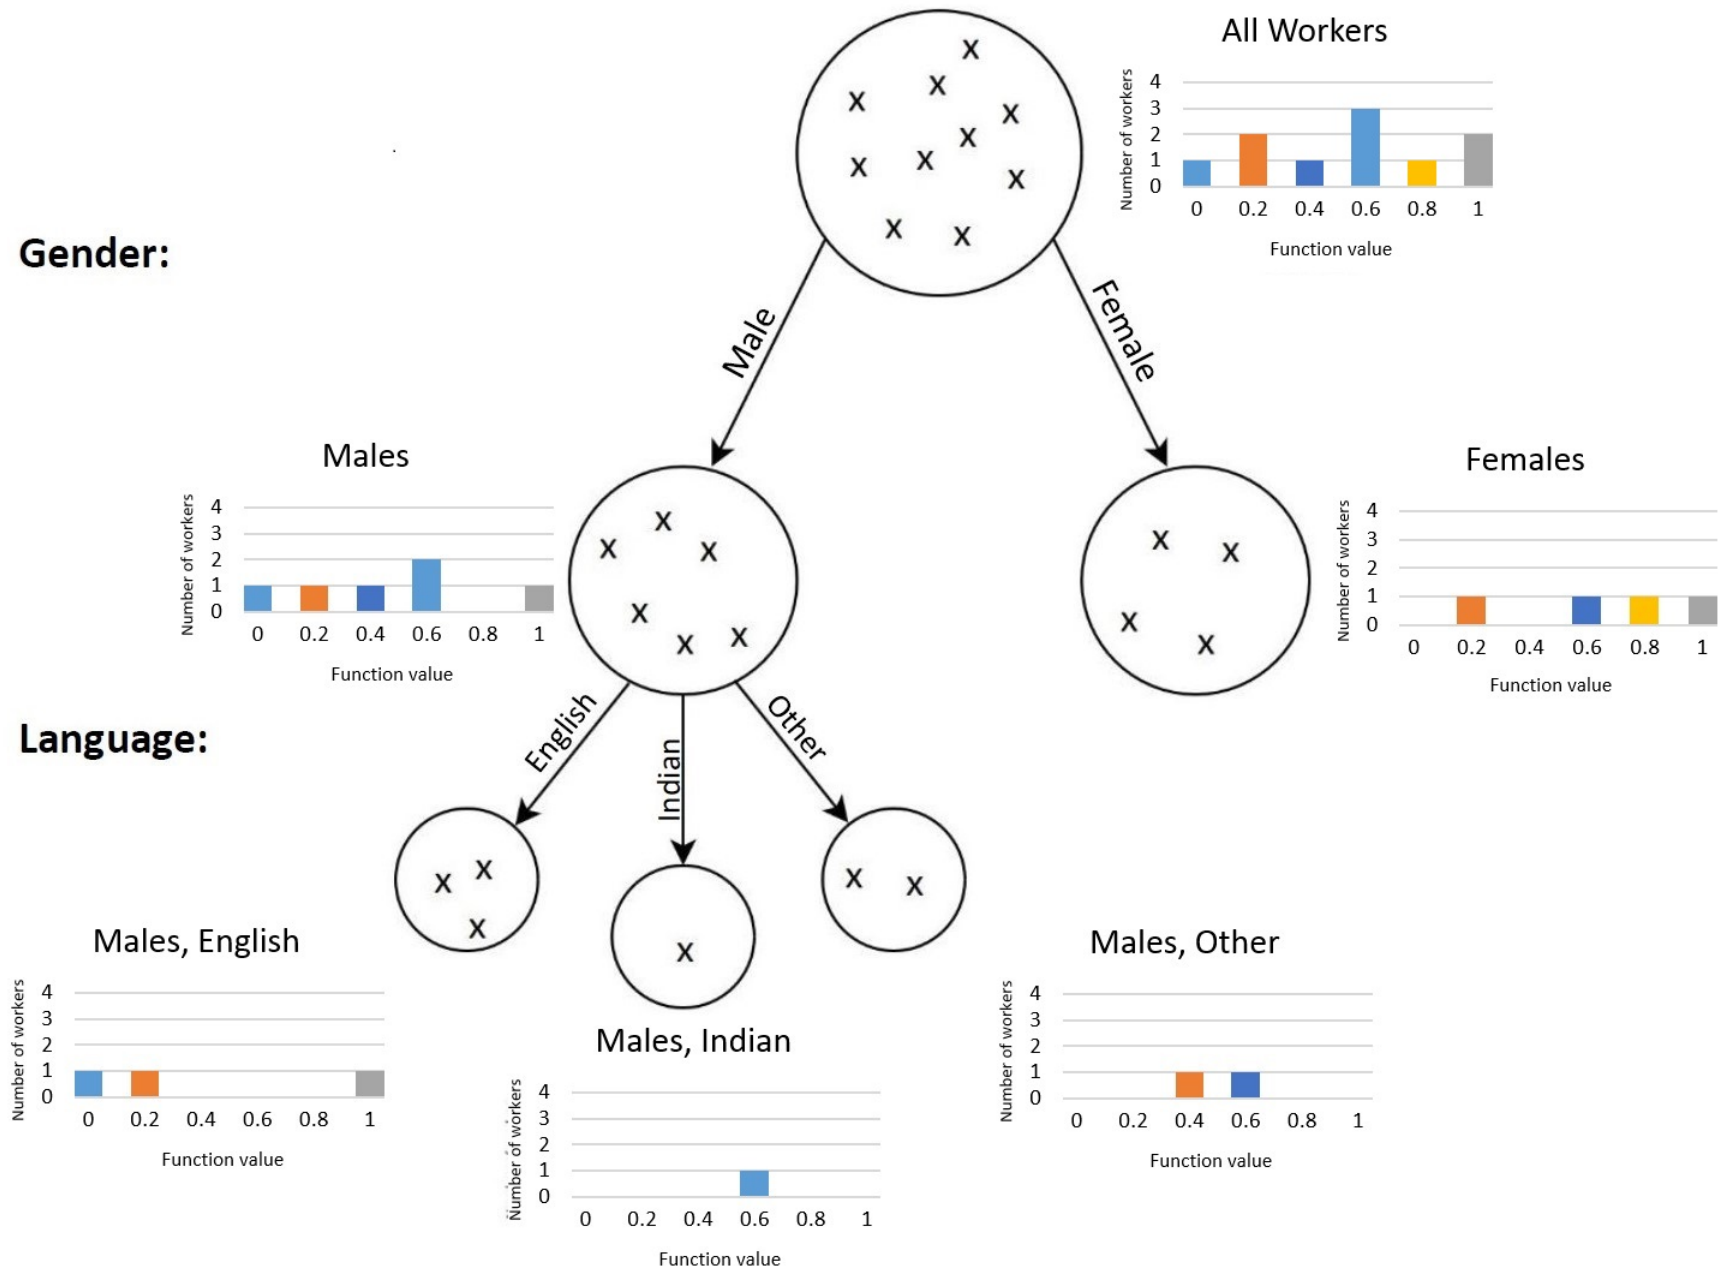 All Workers
Number of workers
4
3
2
1
0
0 0.2 0.4 0.6 0.8 1
Function value
x
x
x
x
x
x
x
x
x
x
Gender:
Male
Female
Males
Number of workers
4
3
2
1
0
0 0.2 0.4 0.6 0.8 1
Function value
x
x
x
x
x
x
x
x
x
x
Females
Number of workers
4
3
2
1
0
0 0.2 0.4 0.6 0.8 1
Function value
Language:
English
Indian
Other
x x
x
x
x x
Males, English
Number of workers
4
3
2
1
0
0 0.2 0.4 0.6 0.8 1
Function value
Males, Indian
Number of workers
4
3
2
1
0
0 0.2 0.4 0.6 0.8 1
Function value
Males, Other
Number of workers
4
3
2
1
0
0 0.2 0.4 0.6 0.8 1
Function value